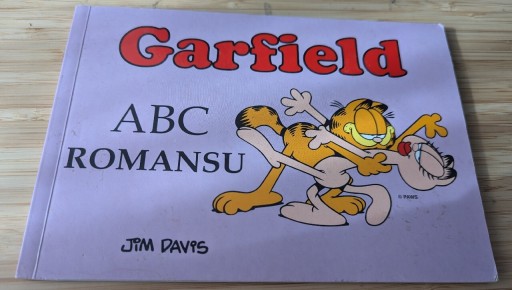 Garfield
ABC
ROMANSU
© PAWS
JIM DAVIS